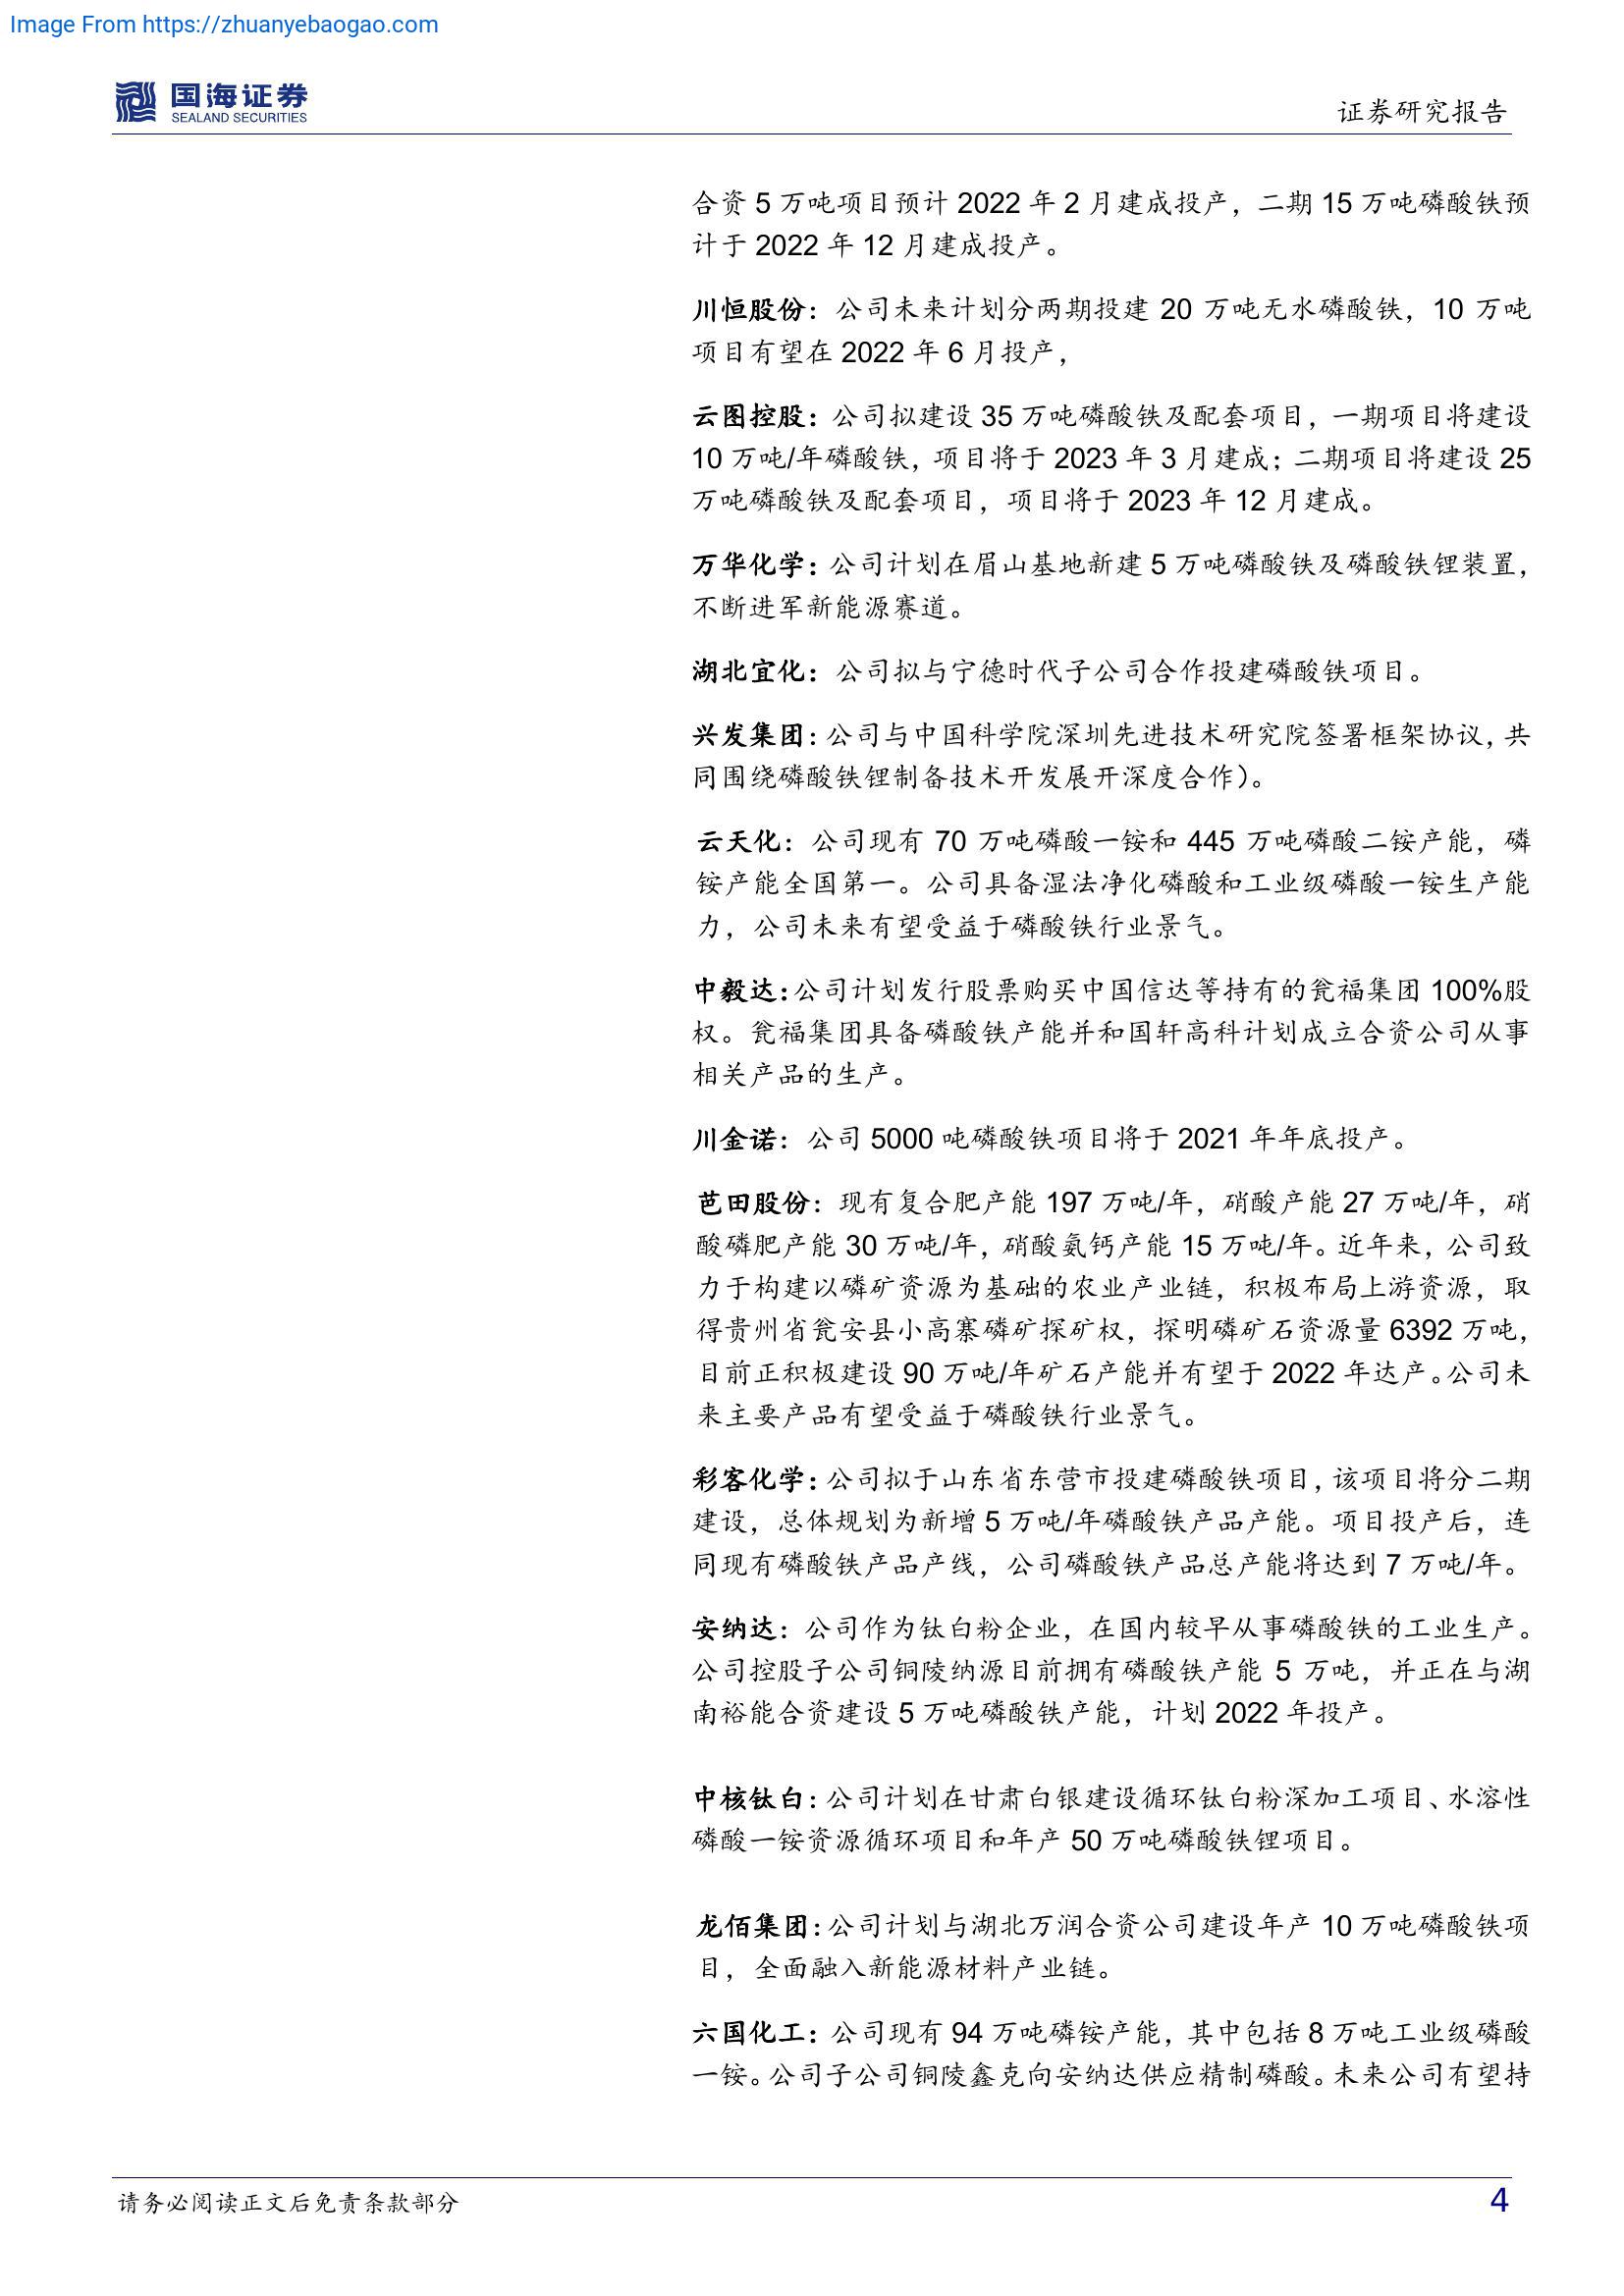 Image From https://zhuanyebaogao.com
国海证券
SEALAND SECURITIES
证券研究报告
合资 5 万吨项目预计 2022 年 2 月建成投产，二期 15 万吨磷酸铁预
计于 2022 年 12 月建成投产。
川恒股份：公司未来计划分两期投建 20 万吨无水磷酸铁，10 万吨
项目有望在 2022 年 6 月投产，
云图控股：公司拟建设 35 万吨磷酸铁及配套项目，一期项目将建设
10 万吨/年磷酸铁，项目将于 2023 年 3 月建成；二期项目将建设 25
万吨磷酸铁及配套项目，项目将于 2023 年 12 月建成。
万华化学：公司计划在眉山基地新建 5 万吨磷酸铁及磷酸铁锂装置，
不断进军新能源赛道。
湖北宜化：公司拟与宁德时代子公司合作投建磷酸铁项目。
兴发集团：公司与中国科学院深圳先进技术研究院签署框架协议，共
同围绕磷酸铁锂制备技术开发展开深度合作）。
云天化：公司现有 70 万吨磷酸一铵和 445 万吨磷酸二铵产能，磷
铵产能全国第一。公司具备湿法净化磷酸和工业级磷酸一铵生产能
力，公司未来有望受益于磷酸铁行业景气。
中毅达：公司计划发行股票购买中国信达等持有的瓮福集团 100%股
权。瓮福集团具备磷酸铁产能并和国轩高科计划成立合资公司从事
相关产品的生产。
川金诺：公司 5000 吨磷酸铁项目将于 2021 年年底投产。
芭田股份：现有复合肥产能 197 万吨/年，硝酸产能 27 万吨/年，硝
酸磷肥产能 30 万吨/年，硝酸氨钙产能 15 万吨/年。近年来，公司致
力于构建以磷矿资源为基础的农业产业链，积极布局上游资源，取
得贵州省瓮安县小高寨磷矿探矿权，探明磷矿石资源量 6392 万吨，
目前正积极建设 90 万吨/年矿石产能并有望于 2022 年达产。公司未
来主要产品有望受益于磷酸铁行业景气。
彩客化学：公司拟于山东省东营市投建磷酸铁项目，该项目将分二期
建设，总体规划为新增 5 万吨/年磷酸铁产品产能。项目投产后，连
同现有磷酸铁产品产线，公司磷酸铁产品总产能将达到 7 万吨/年。
安纳达：公司作为钛白粉企业，在国内较早从事磷酸铁的工业生产。
公司控股子公司铜陵纳源目前拥有磷酸铁产能 5 万吨，并正在与湖
南裕能合资建设 5 万吨磷酸铁产能，计划 2022 年投产。
中核钛白：公司计划在甘肃白银建设循环钛白粉深加工项目、水溶性
磷酸一铵资源循环项目和年产 50 万吨磷酸铁锂项目。
龙佰集团：公司计划与湖北万润合资公司建设年产 10 万吨磷酸铁项
目，全面融入新能源材料产业链。
六国化工：公司现有 94 万吨磷铵产能，其中包括 8 万吨工业级磷酸
一铵。公司子公司铜陵鑫克向安纳达供应精制磷酸。未来公司有望持
请务必阅读正文后免责条款部分
4